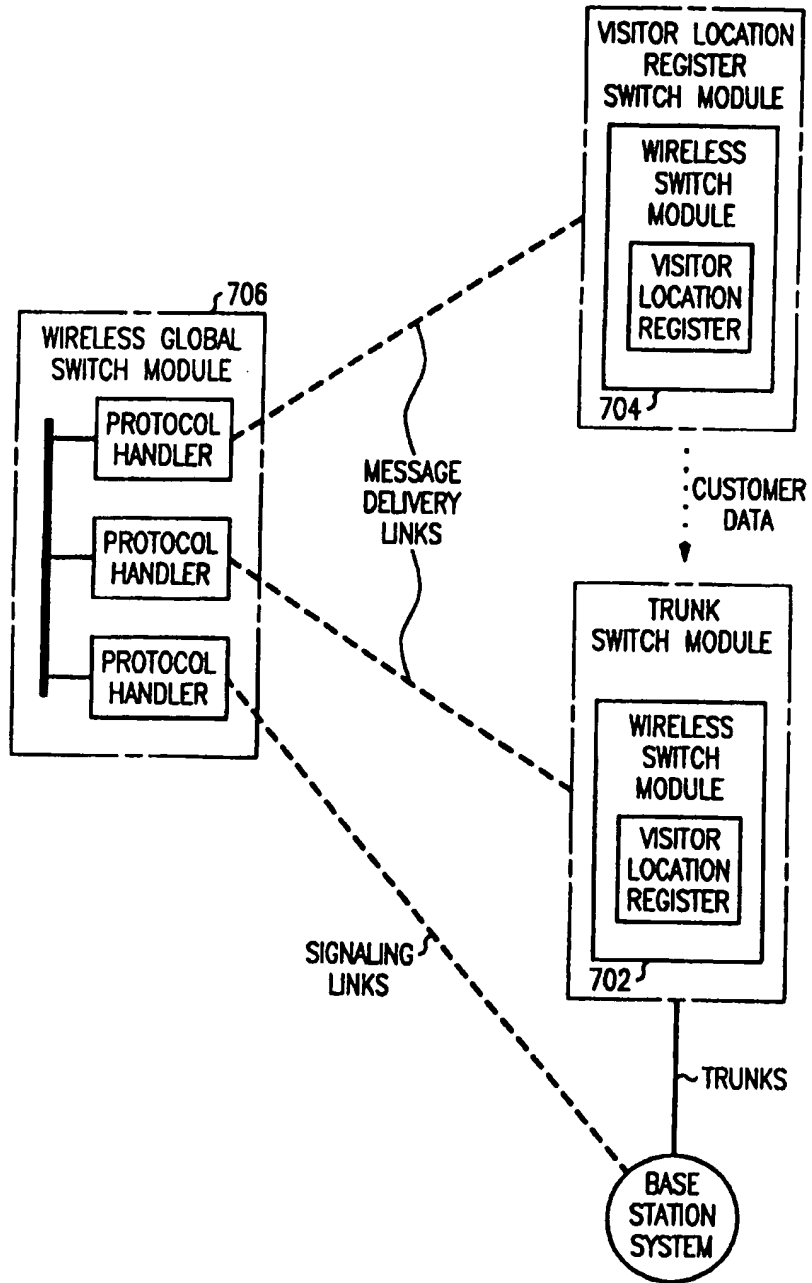 VISITOR LOCATION
REGISTER
SWITCH MODULE
WIRELESS
SWITCH
MODULE
VISITOR
LOCATION
REGISTER
704
706
WIRELESS GLOBAL
SWITCH MODULE
PROTOCOL
HANDLER
PROTOCOL
HANDLER
PROTOCOL
HANDLER
MESSAGE
DELIVERY
LINKS
CUSTOMER
DATA
TRUNK
SWITCH MODULE
WIRELESS
SWITCH
MODULE
VISITOR
LOCATION
REGISTER
702
SIGNALING
LINKS
TRUNKS
BASE
STATION
SYSTEM